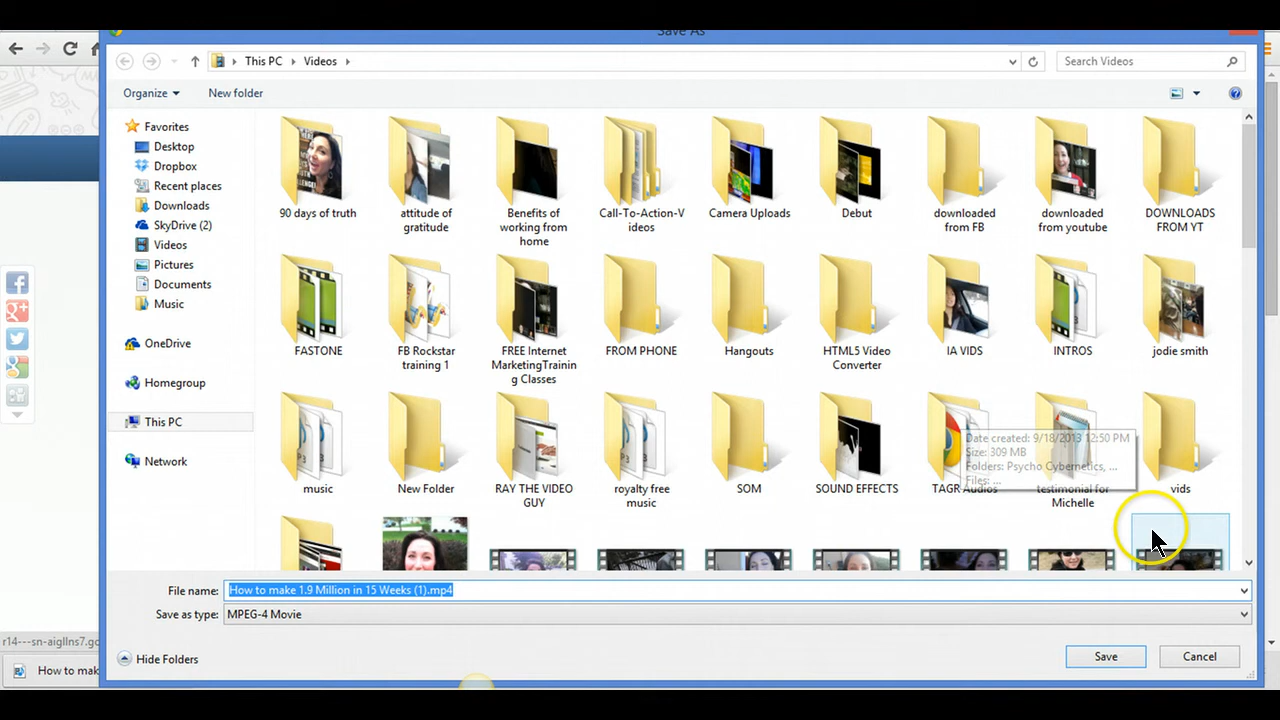 Save As
This PC
Videos
Search Videos
Organize
New folder
Favorites
Desktop
Dropbox
Recent places
Downloads
SkyDrive (2)
Videos
Pictures
Documents
Music
OneDrive
Homegroup
This PC
Network
90 days of truth
attitude of
gratitude
Benefits of
working from
home
Call-To-Action-V
ideos
Camera Uploads
Debut
downloaded
from FB
downloaded
from youtube
DOWNLOADS
FROM YT
FASTONE
FB Rockstar
training 1
FREE Internet
MarketingTrainin
g Classes
FROM PHONE
Hangouts
HTML5 Video
Converter
IA VIDS
INTROS
jodie smith
music
New Folder
RAY THE VIDEO
GUY
royalty free
music
SOM
SOUND EFFECTS
TAGR Audios
testimonial for
Michelle
vids
Date created: 9/18/2013 12:50 PM
Size: 309 MB
Folders: Psycho Cybernetics, ...
Files: ...
File name:
How to make 1.9 Million in 15 Weeks (1).mp4
Save as type:
MPEG-4 Movie
Hide Folders
Save
Cancel
r14---sn-aigllns7.go
How to mak